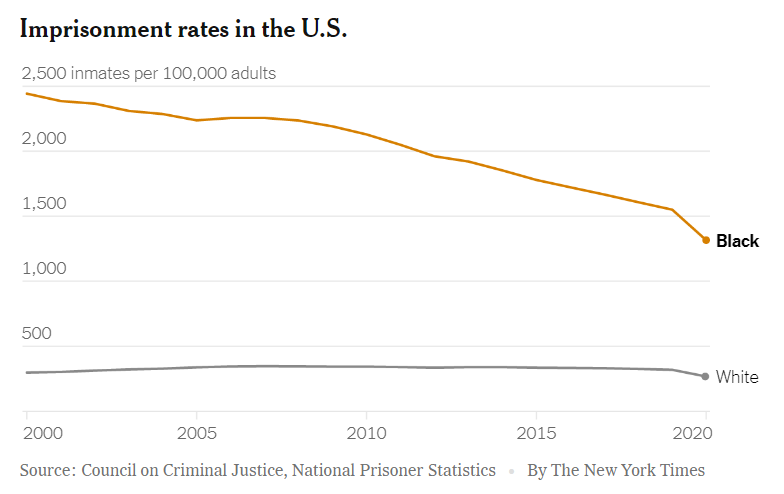 Imprisonment rates in the U.S.
2,500 inmates per 100,000 adults
2,000
1,500
Black
1,000
500
White
2000 2005 2010 2015 2020
Source: Council on Criminal Justice, National Prisoner Statistics • By The New York Times